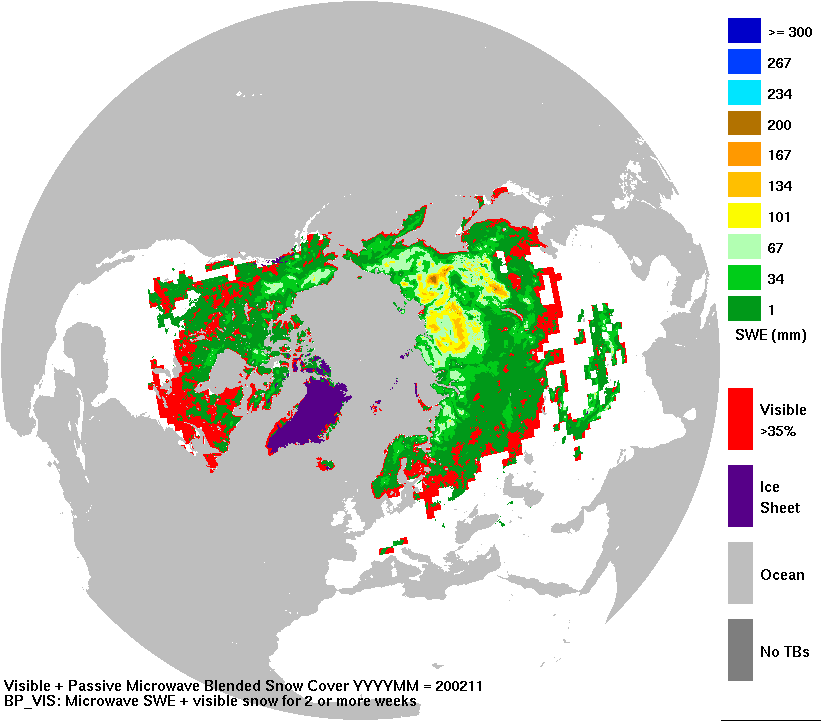 >= 300
267
234
200
167
134
101
67
34
1
SWE (mm)
Visible
>35%
Ice
Sheet
Ocean
No TBs
Visible + Passive Microwave Blended Snow Cover YYYYMM = 200211
BP_VIS: Microwave SWE + visible snow for 2 or more weeks